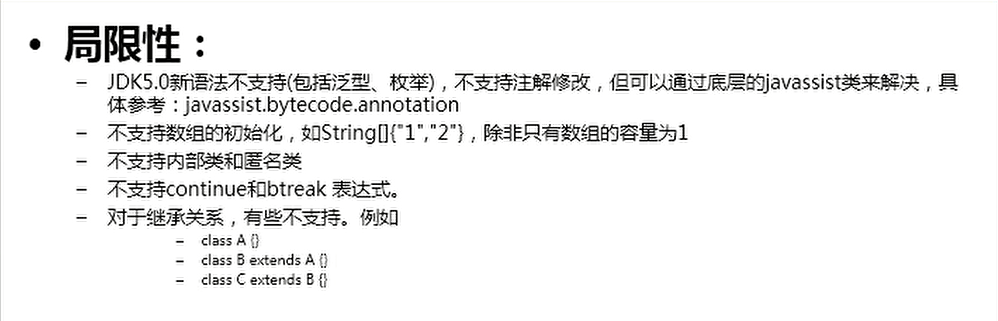 • 局限性：
– JDK5.0新语法不支持(包括泛型、枚举)，不支持注解修改，但可以通过底层的javassist类来解决，具
体参考：javassist.bytecode.annotation
– 不支持数组的初始化，如String[]{"1","2"}，除非只有数组的容量为1
– 不支持内部类和匿名类
– 不支持continue和btreak 表达式。
– 对于继承关系，有些不支持。例如
– class A {}
– class B extends A {}
– class C extends B {}